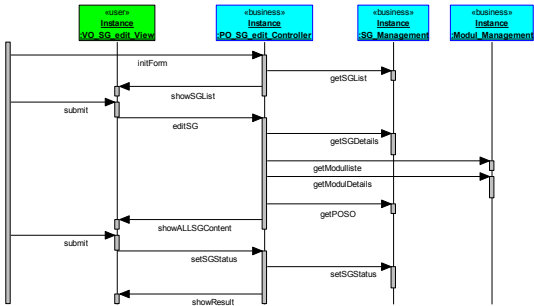 «user» «business» «business» «business»
Instance Instance Instance Instance
:VO_SG_edit_View :PO_SG_edit_Controller :SG_Management :Modul_Management
initForm
getSGList
showSGList
submit
editSG
getSGDetails
getModulliste
getModulDetails
getPOSO
showALLSGContent
submit
setSGStatus
setSGStatus
showResult